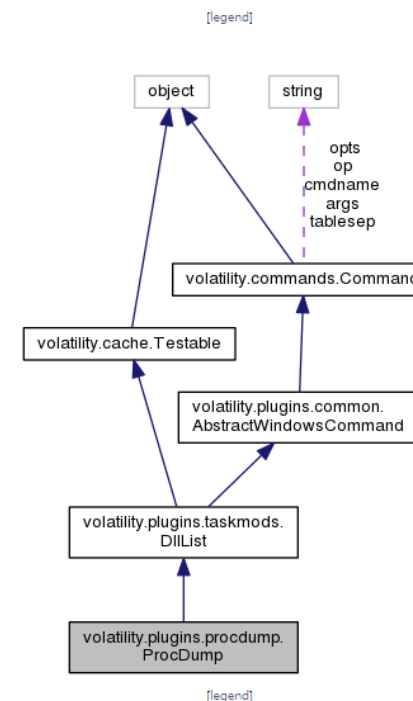 [legend]
object
string
opts
op
cmdname
args
tablesep
volatility.commands.Command
volatility.cache.Testable
volatility.plugins.common.
AbstractWindowsCommand
volatility.plugins.taskmods.
DllList
volatility.plugins.procdump.
ProcDump
[legend]